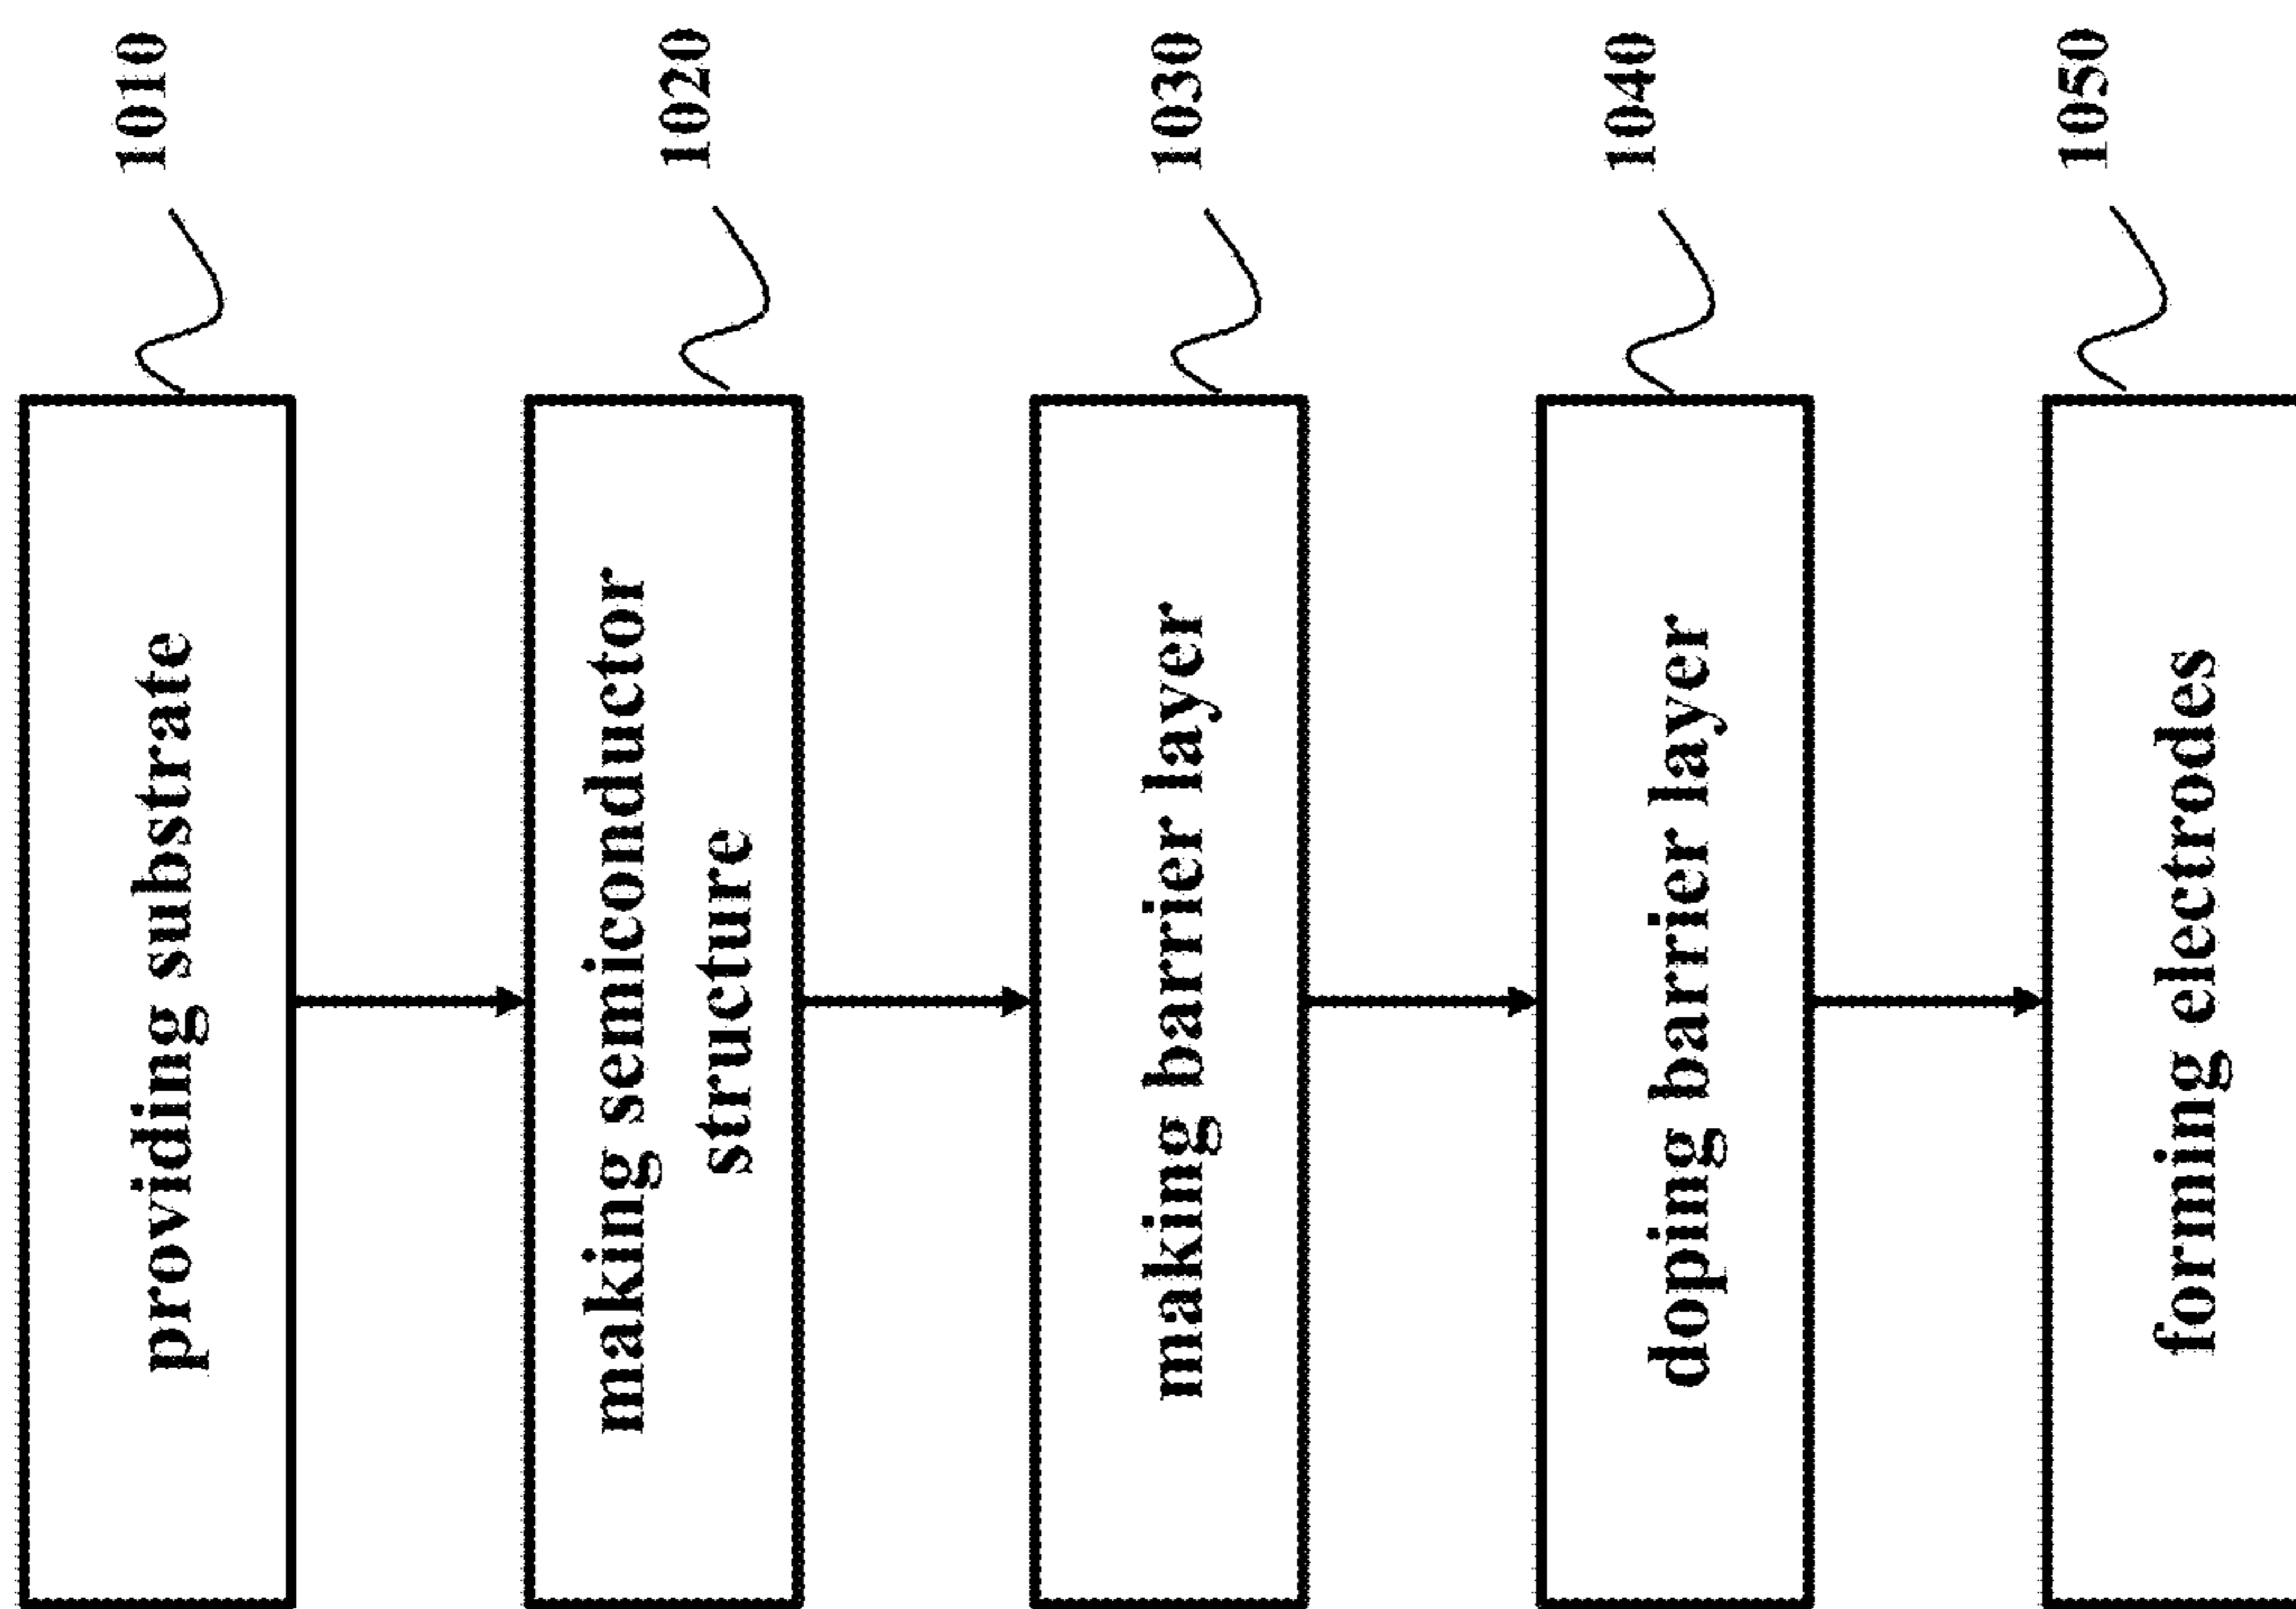 providing substrate
1010
making semiconductor
structure
1020
making barrier layer
1030
doping barrier layer
1040
forming electrodes
1050